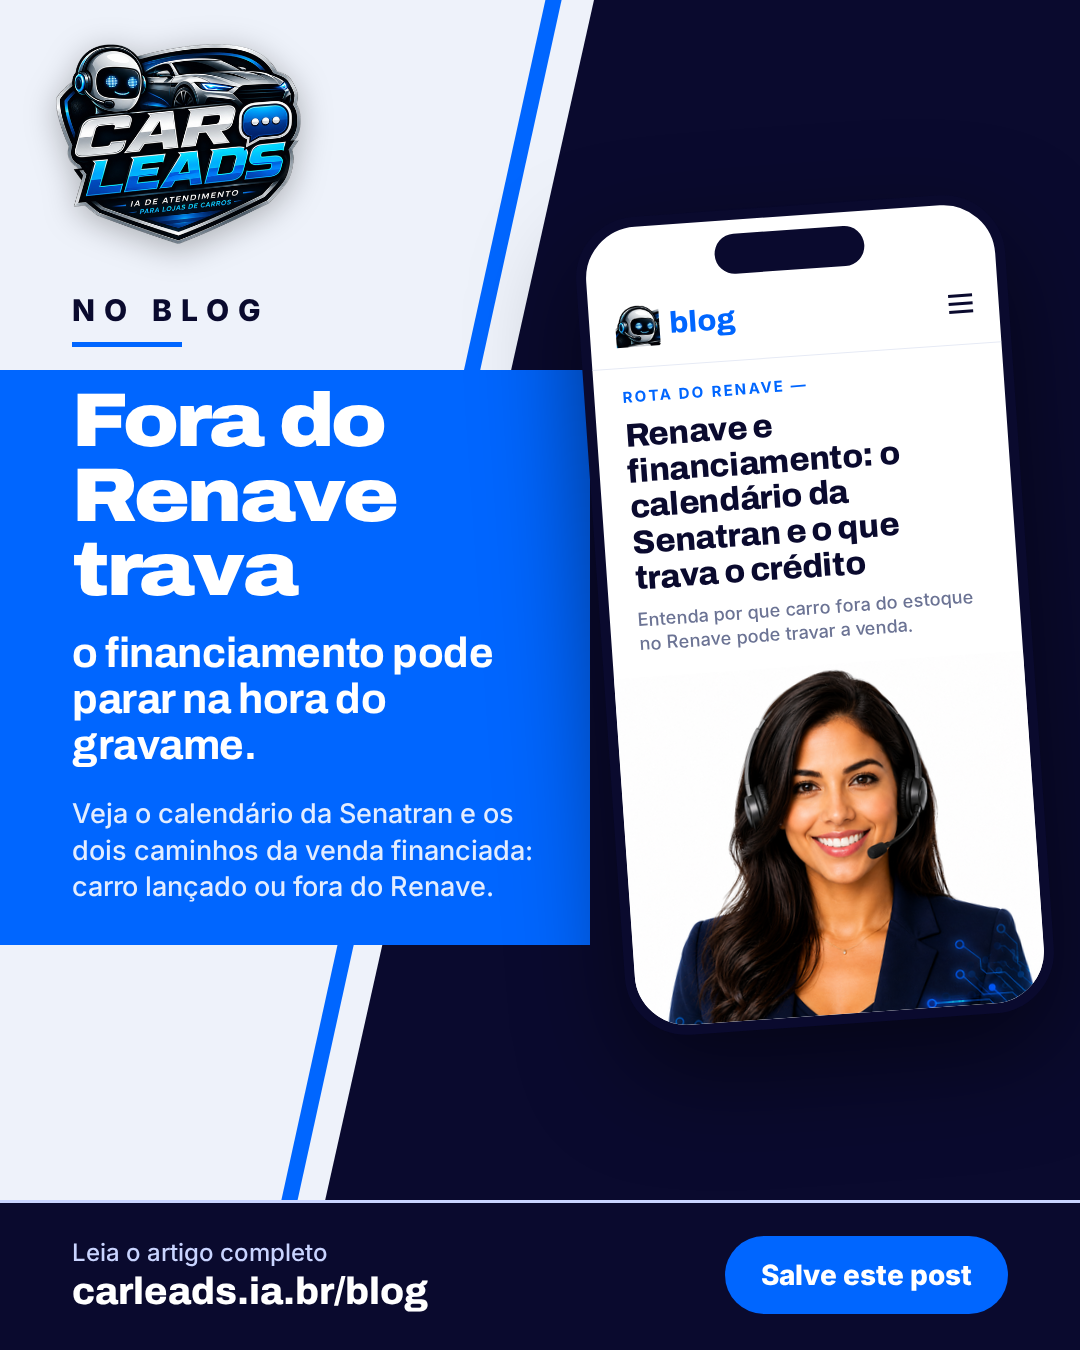 CAR
LEADS
IA DE ATENDIMENTO
PARA LOJAS DE CARROS
NO BLOG
Fora do
Renave
trava
o financiamento pode
parar na hora do
gravame.
Veja o calendário da Senatran e os
dois caminhos da venda financiada:
carro lançado ou fora do Renave.
blog
ROTA DO RENAVE —
Renave e
financiamento: o
calendário da
Senatran e o que
trava o crédito
Entenda por que carro fora do estoque
no Renave pode travar a venda.
Leia o artigo completo
carleads.ia.br/blog
Salve este post